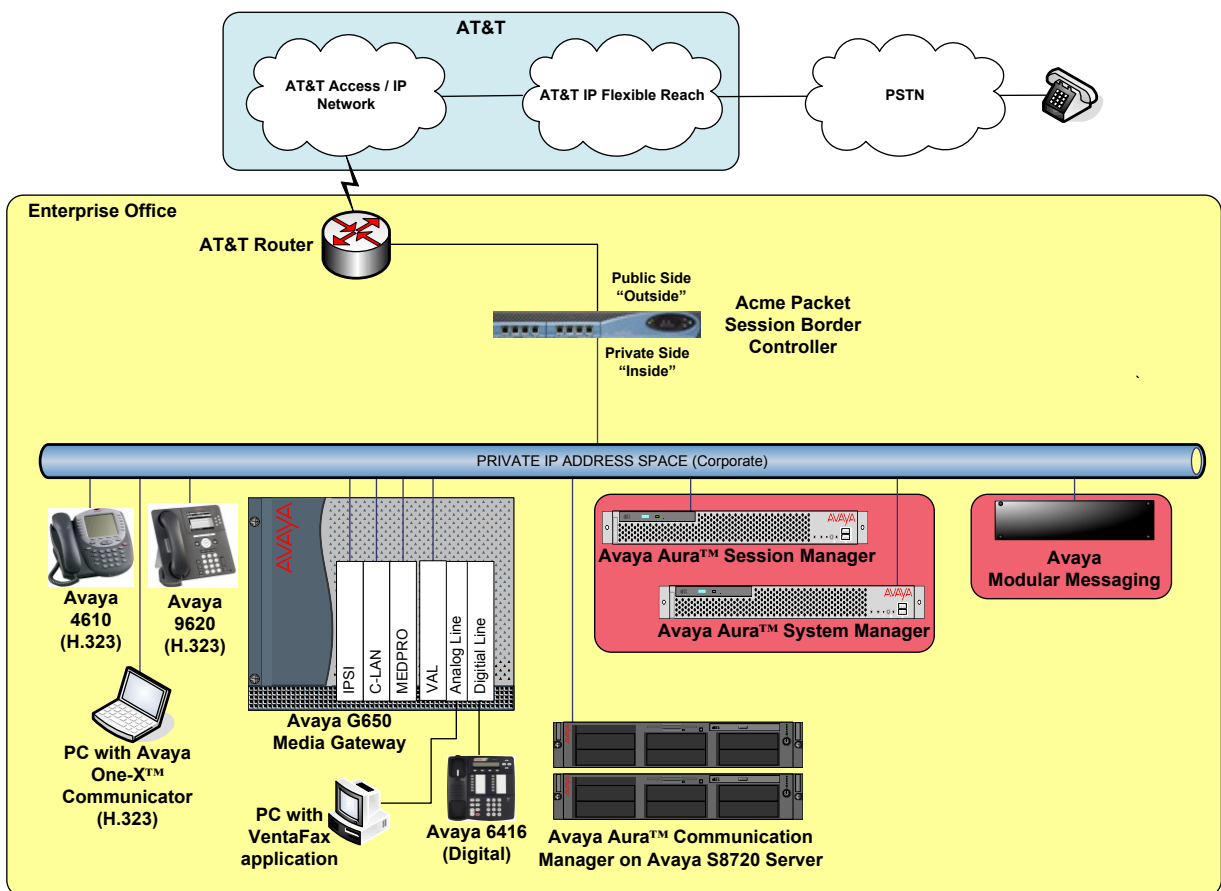 AT&T
AT&T Access / IP
Network
AT&T IP Flexible Reach
PSTN
Enterprise Office
AT&T Router
Public Side
“Outside”
Acme Packet
Session Border
Controller
Private Side
“Inside”
`
PRIVATE IP ADDRESS SPACE (Corporate)
Avaya
4610
(H.323)
Avaya
9620
(H.323)
AVAYA
IPSI
C-LAN
MEDPRO
VAL
Analog Line
Digitial Line
Avaya G650
Media Gateway
AVAYA
Avaya Aura™ Session Manager
AVAYA
Avaya Aura™ System Manager
Avaya
Modular Messaging
PC with Avaya
One-X™
Communicator
(H.323)
PC with
VentaFax
application
Avaya 6416
(Digital)
Avaya Aura™ Communication
Manager on Avaya S8720 Server